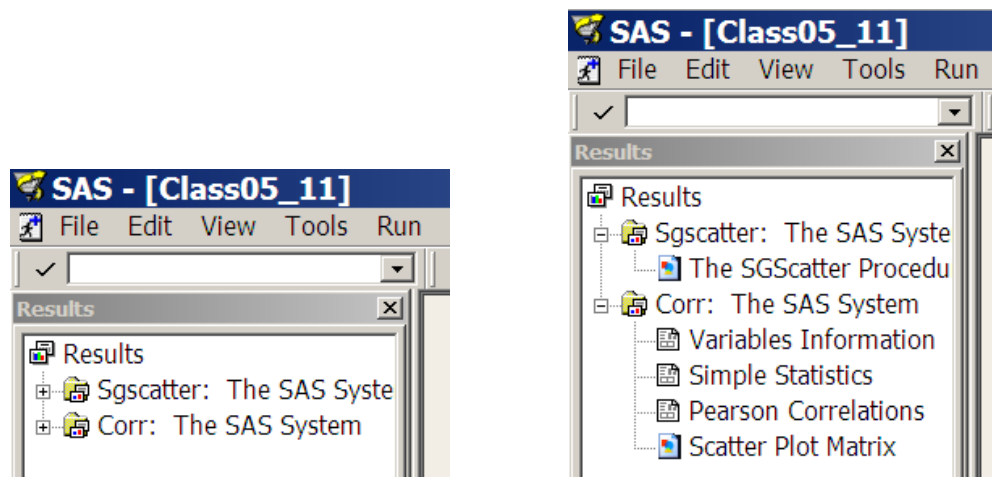 SAS - [Class05_11]
File Edit View Tools Run
Results
Results
Sgscatter: The SAS Syste
Corr: The SAS System
SAS - [Class05_11]
File Edit View Tools Run
Results
Results
Sgscatter: The SAS Syste
The SGScatter Procedu
Corr: The SAS System
Variables Information
Simple Statistics
Pearson Correlations
Scatter Plot Matrix